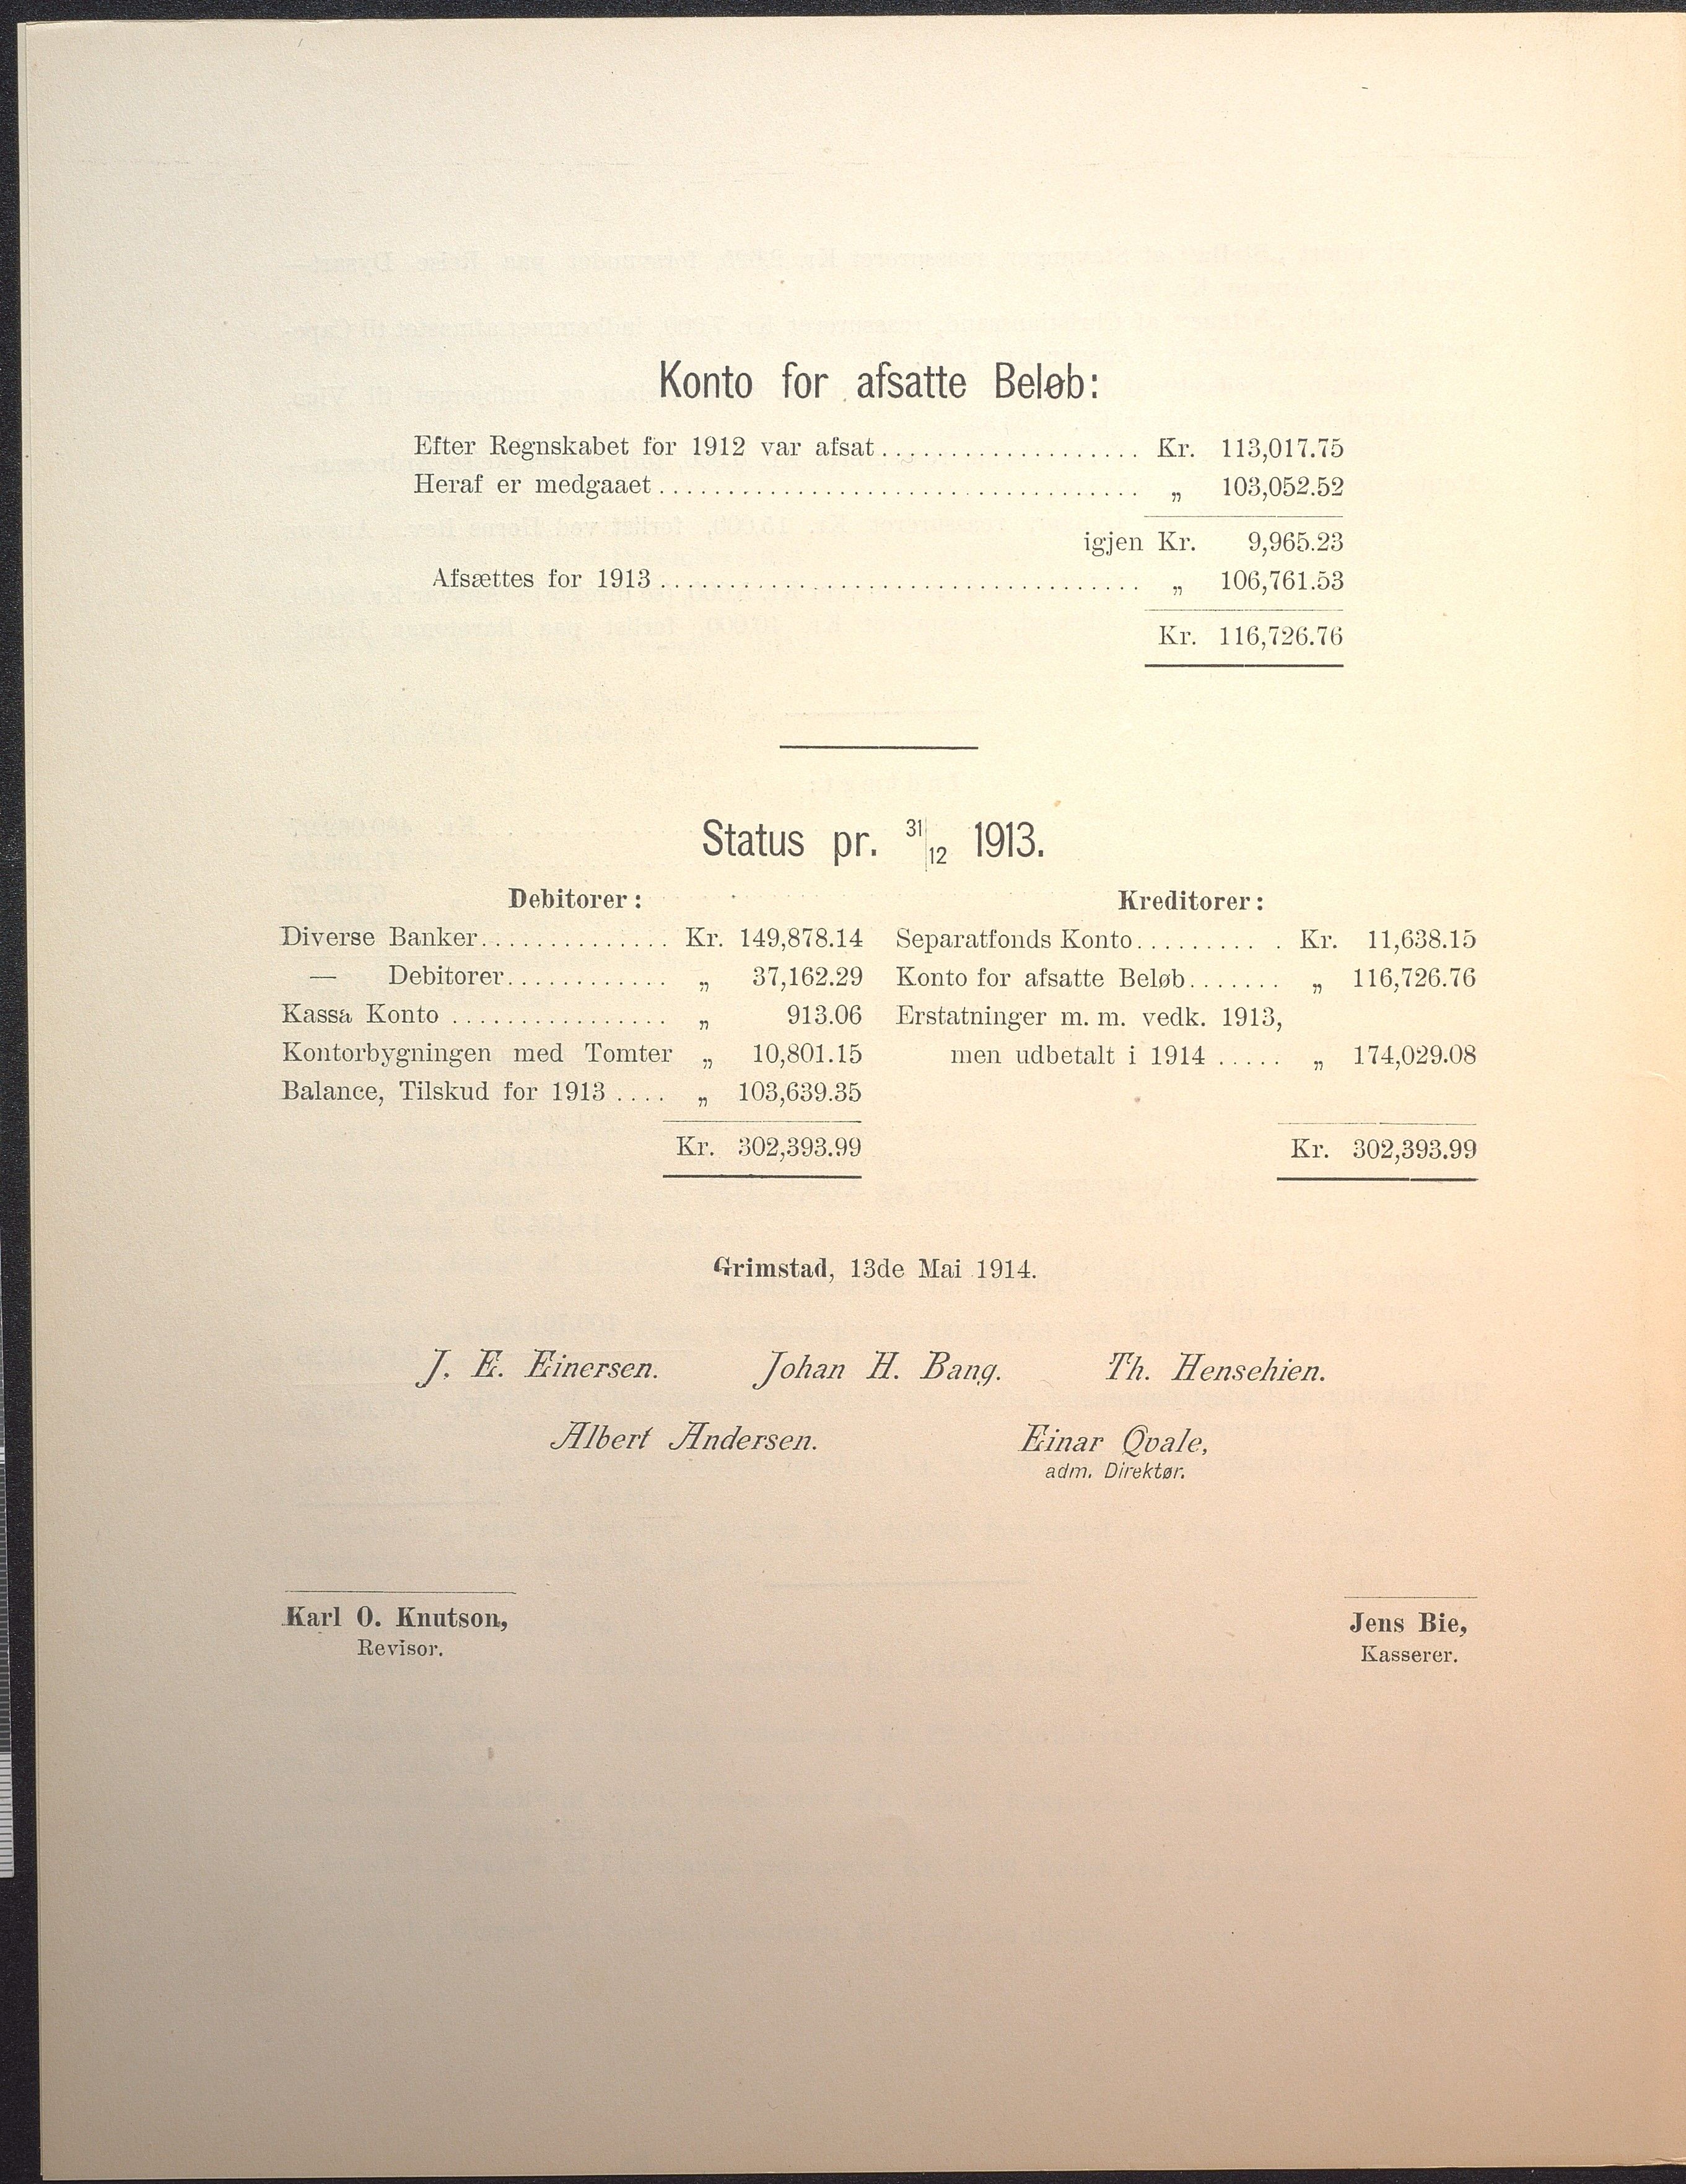 Konto for afsatte Beløb:
Efter Regnskabet for 1912 var afsat................... Kr. 113,017.75
Heraf er medgaaet................................... „ 103,052.52
igjen Kr. 9,965.23
Afsættes for 1913................................... „ 106,761.53
Kr. 116,726.76
Status pr. 31/12 1913.
Debitorer:
Diverse Banker.............. Kr. 149,878.14
— Debitorer............ „ 37,162.29
Kassa Konto ................ „ 913.06
Kontorbygningen med Tomter „ 10,801.15
Balance, Tilskud for 1913 .... „ 103,639.35
Kr. 302,393.99
Kreditorer:
Separatfonds Konto.......... . Kr. 11,638.15
Konto for afsatte Beløb....... „ 116,726.76
Erstatninger m. m. vedk. 1913,
men udbetalt i 1914 ..... „ 174,029.08
Kr. 302,393.99
Grimstad, 13de Mai 1914.
J. E. Einersen. Johan H. Bang. Th. Hensehien.
Albert Andersen. Einar Qvale,
adm. Direktør.
Karl O. Knutson,
Revisor.
Jens Bie,
Kasserer.